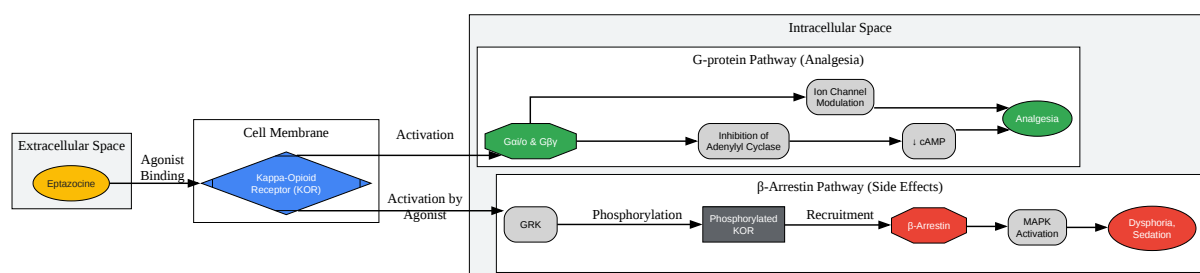 Intracellular Space
G-protein Pathway (Analgesia)
Ion Channel
Modulation
Analgesia
Cell Membrane
Activation
Gαi/o & Gβγ
Inhibition of
Adenylyl Cyclase
↓ cAMP
Extracellular Space
Eptazocine
Agonist
Binding
Kappa-Opioid
Receptor (KOR)
β-Arrestin Pathway (Side Effects)
Activation by
Agonist
GRK
Phosphorylation
Phosphorylated
KOR
Recruitment
β-Arrestin
MAPK
Activation
Dysphoria,
Sedation